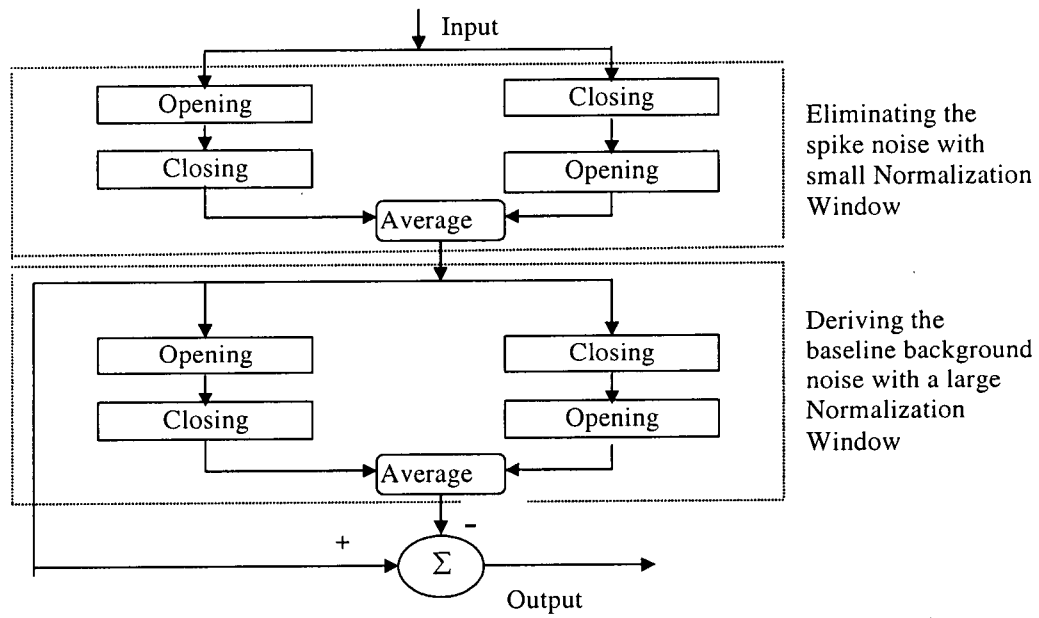 Input
Opening
Closing
Closing
Opening
Average
Eliminating the
spike noise with
small Normalization
Window
Opening
Closing
Closing
Opening
Average
Deriving the
baseline background
noise with a large
Normalization
Window
+
−
Σ
Output